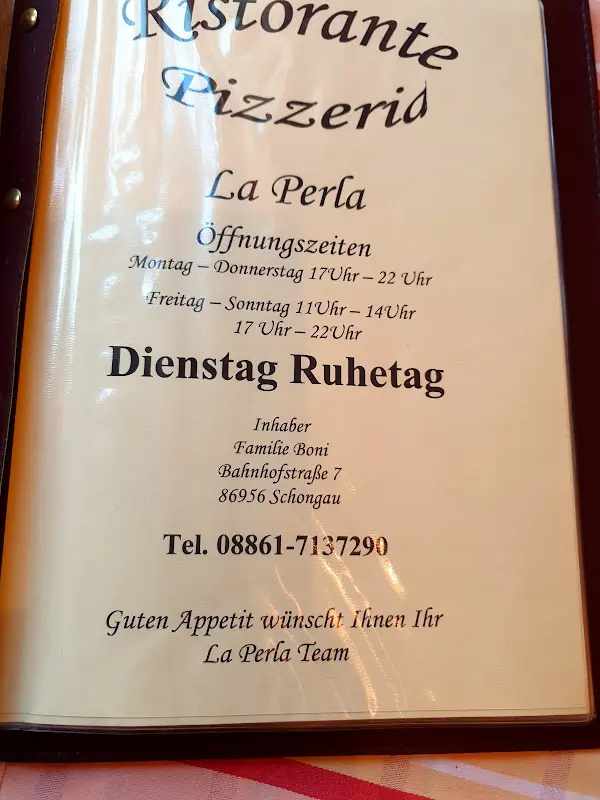 Ristorante
Pizzeria
La Perla
Öffnungszeiten
Montag – Donnerstag 17Uhr – 22 Uhr
Freitag – Sonntag 11Uhr – 14Uhr
17 Uhr – 22Uhr
Dienstag Ruhetag
Inhaber
Familie Boni
Bahnhofstraße 7
86956 Schongau
Tel. 08861-7137290
Guten Appetit wünscht Ihnen Ihr
La Perla Team